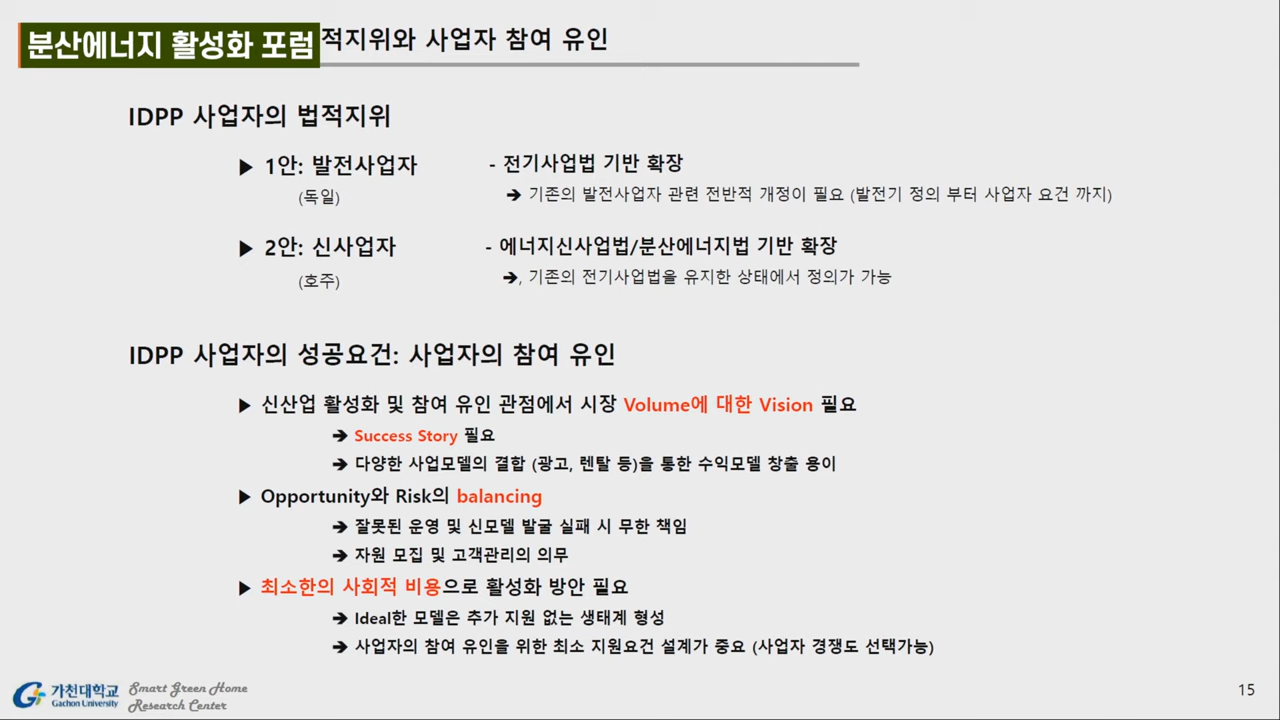 분산에너지 활성화 포럼 적지위와 사업자 참여 유인
IDPP 사업자의 법적지위
▶ 1안: 발전사업자 - 전기사업법 기반 확장
(독일) ➔ 기존의 발전사업자 관련 전반적 개정이 필요 (발전기 정의 부터 사업자 요건 까지)
▶ 2안: 신사업자 - 에너지신사업법/분산에너지법 기반 확장
(호주) ➔, 기존의 전기사업법을 유지한 상태에서 정의가 가능
IDPP 사업자의 성공요건: 사업자의 참여 유인
▶ 신산업 활성화 및 참여 유인 관점에서 시장 Volume에 대한 Vision 필요
➔ Success Story 필요
➔ 다양한 사업모델의 결합 (광고, 렌탈 등)을 통한 수익모델 창출 용이
▶ Opportunity와 Risk의 balancing
➔ 잘못된 운영 및 신모델 발굴 실패 시 무한 책임
➔ 자원 모집 및 고객관리의 의무
▶ 최소한의 사회적 비용으로 활성화 방안 필요
➔ Ideal한 모델은 추가 지원 없는 생태계 형성
➔ 사업자의 참여 유인을 위한 최소 지원요건 설계가 중요 (사업자 경쟁도 선택가능)
가천대학교 Smart Green Home
Gachon University Research Center
15